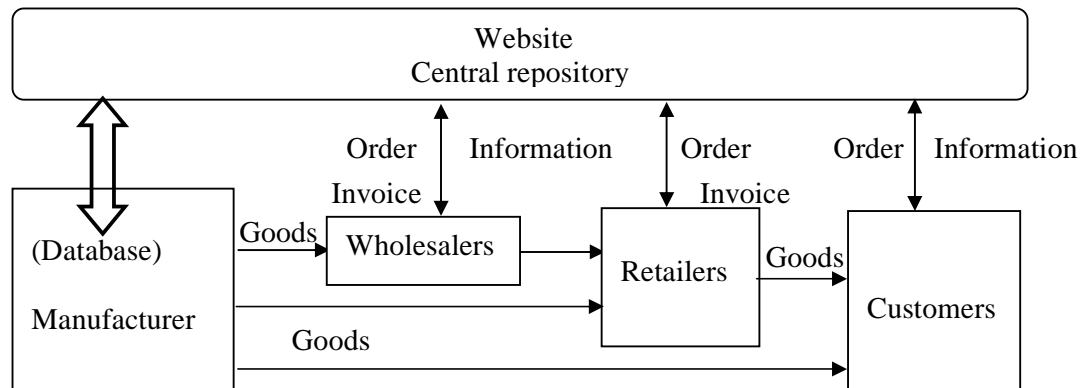 Website
Central repository
Order Information Order Order Information
Invoice Invoice
Goods Wholesalers Goods
(Database) Retailers
Manufacturer Customers
Goods